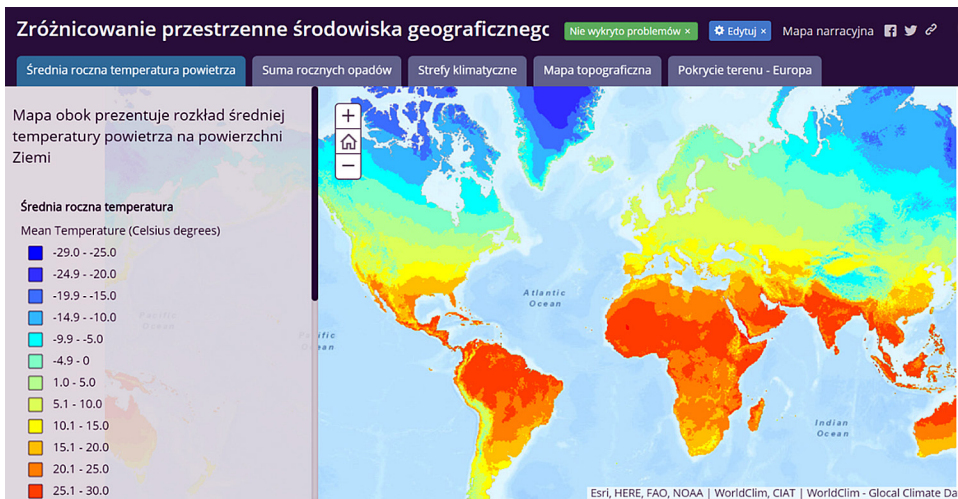 Zróżnicowanie przestrzenne środowiska geograficznego
Nie wykryto problemów ×
Edytuj ×
Mapa narracyjna
Średnia roczna temperatura powietrza
Suma rocznych opadów
Strefy klimatyczne
Mapa topograficzna
Pokrycie terenu - Europa
Mapa obok prezentuje rozkład średniej
temperatury powietrza na powierzchni
Ziemi
Średnia roczna temperatura
Mean Temperature (Celsius degrees)
-29.0 - -25.0
-24.9 - -20.0
-19.9 - -15.0
-14.9 - -10.0
-9.9 - -5.0
-4.9 - 0
1.0 - 5.0
5.1 - 10.0
10.1 - 15.0
15.1 - 20.0
20.1 - 25.0
25.1 - 30.0
+
−
Pacific
Ocean
Atlantic
Ocean
Indian
Ocean
Esri, HERE, FAO, NOAA | WorldClim, CIAT | WorldClim - Glocal Climate Da